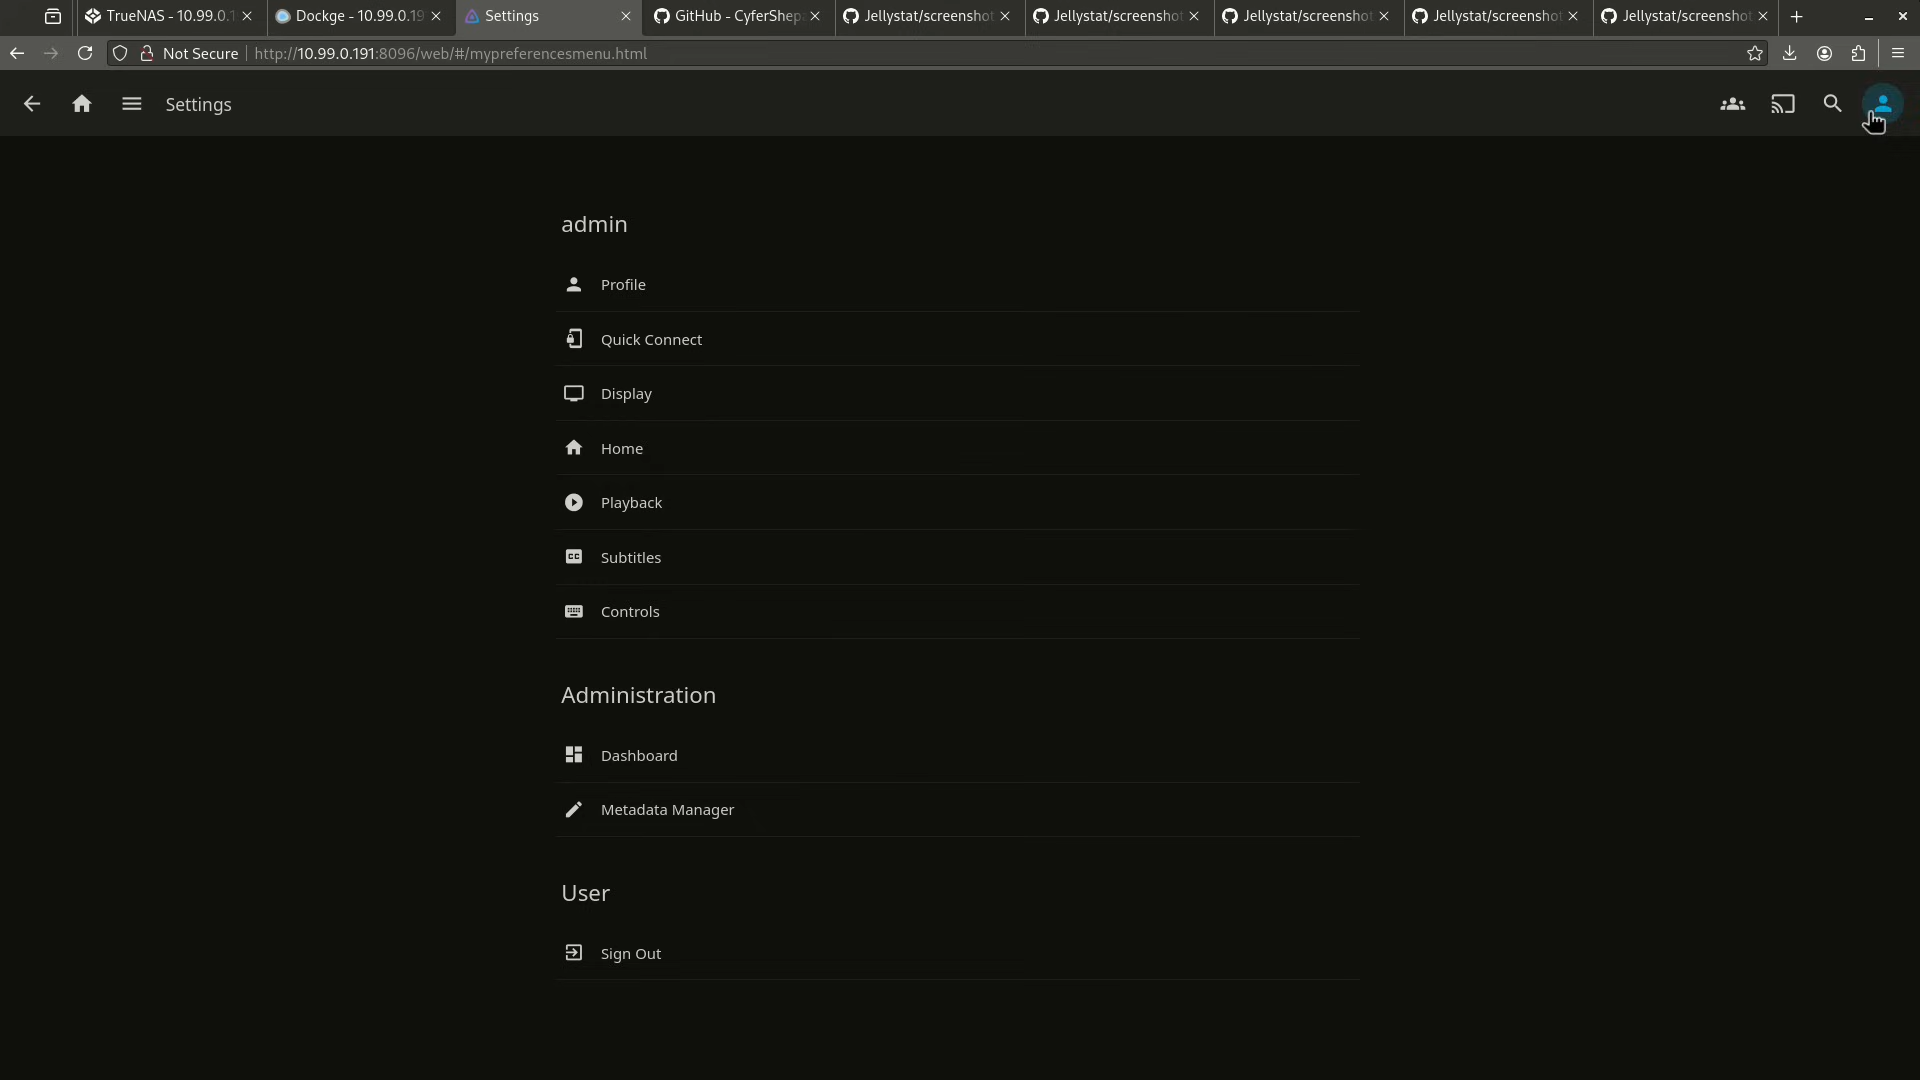 TrueNAS - 10.99.0.1
Dockge - 10.99.0.19
Settings
GitHub - CyferShep
Jellystat/screenshot
Jellystat/screenshot
Jellystat/screenshot
Jellystat/screenshot
Jellystat/screenshot
Not Secure
http://10.99.0.191:8096/web/#/mypreferencesmenu.html
Settings
admin
Profile
Quick Connect
Display
Home
Playback
CC
Subtitles
Controls
Administration
Dashboard
Metadata Manager
User
Sign Out